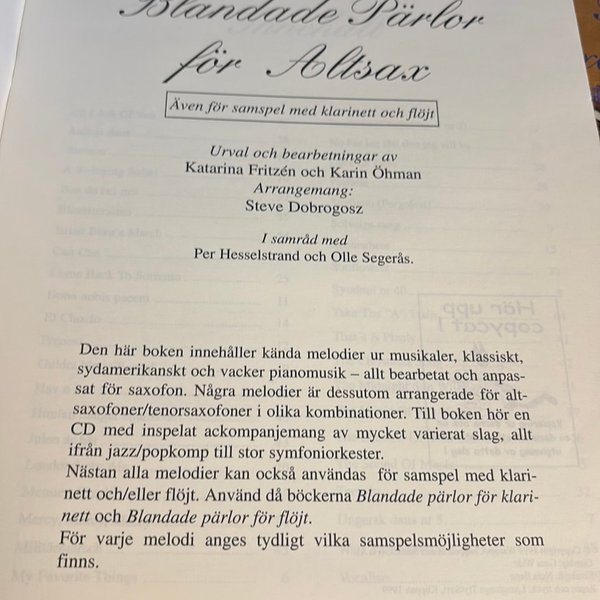 Blandade Pärlor
för Altsax
Även för samspel med klarinett och flöjt
Urval och bearbetningar av
Katarina Fritzén och Karin Öhman
Arrangemang:
Steve Dobrogosz
I samråd med
Per Hesselstrand och Olle Segerås.
Den här boken innehåller kända melodier ur musikaler, klassiskt,
sydamerikanskt och vacker pianomusik – allt bearbetat och anpas-
sat för saxofon. Några melodier är dessutom arrangerade för alt-
saxofoner/tenorsaxofoner i olika kombinationer. Till boken hör en
CD med inspelat ackompanjemang av mycket varierat slag, allt
ifrån jazz/popkomp till stor symfoniorkester.
Nästan alla melodier kan också användas för samspel med klari-
nett och/eller flöjt. Använd då böckerna Blandade pärlor för klari-
nett och Blandade pärlor för flöjt.
För varje melodi anges tydligt vilka samspelsmöjligheter som
finns.